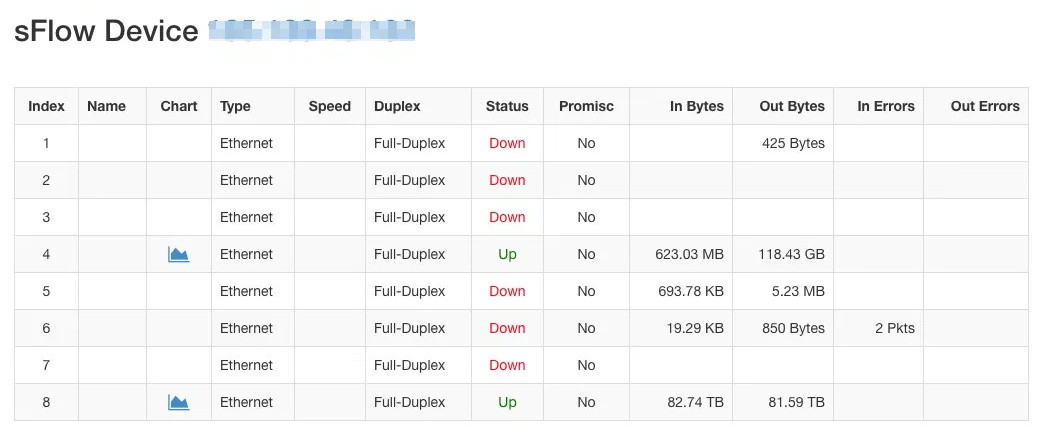 sFlow Device
Index Name Chart Type Speed Duplex Status Promisc In Bytes Out Bytes In Errors Out Errors
1 Ethernet Full-Duplex Down No 425 Bytes
2 Ethernet Full-Duplex Down No
3 Ethernet Full-Duplex Down No
4 Ethernet Full-Duplex Up No 623.03 MB 118.43 GB
5 Ethernet Full-Duplex Down No 693.78 KB 5.23 MB
6 Ethernet Full-Duplex Down No 19.29 KB 850 Bytes 2 Pkts
7 Ethernet Full-Duplex Down No
8 Ethernet Full-Duplex Up No 82.74 TB 81.59 TB